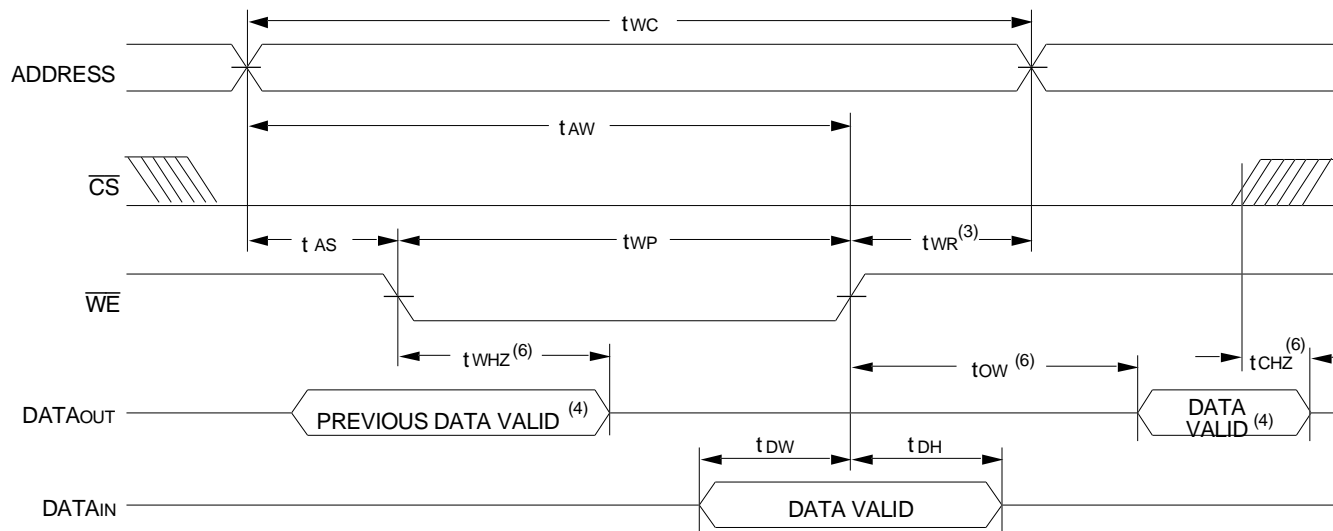 tWC
ADDRESS
tAW
CS
tAS
tWP
tWR(3)
WE
tWHZ(6)
tOW(6)
tCHZ(6)
DATAOUT
PREVIOUS DATA VALID (4)
DATA
VALID (4)
tDW
tDH
DATAIN
DATA VALID